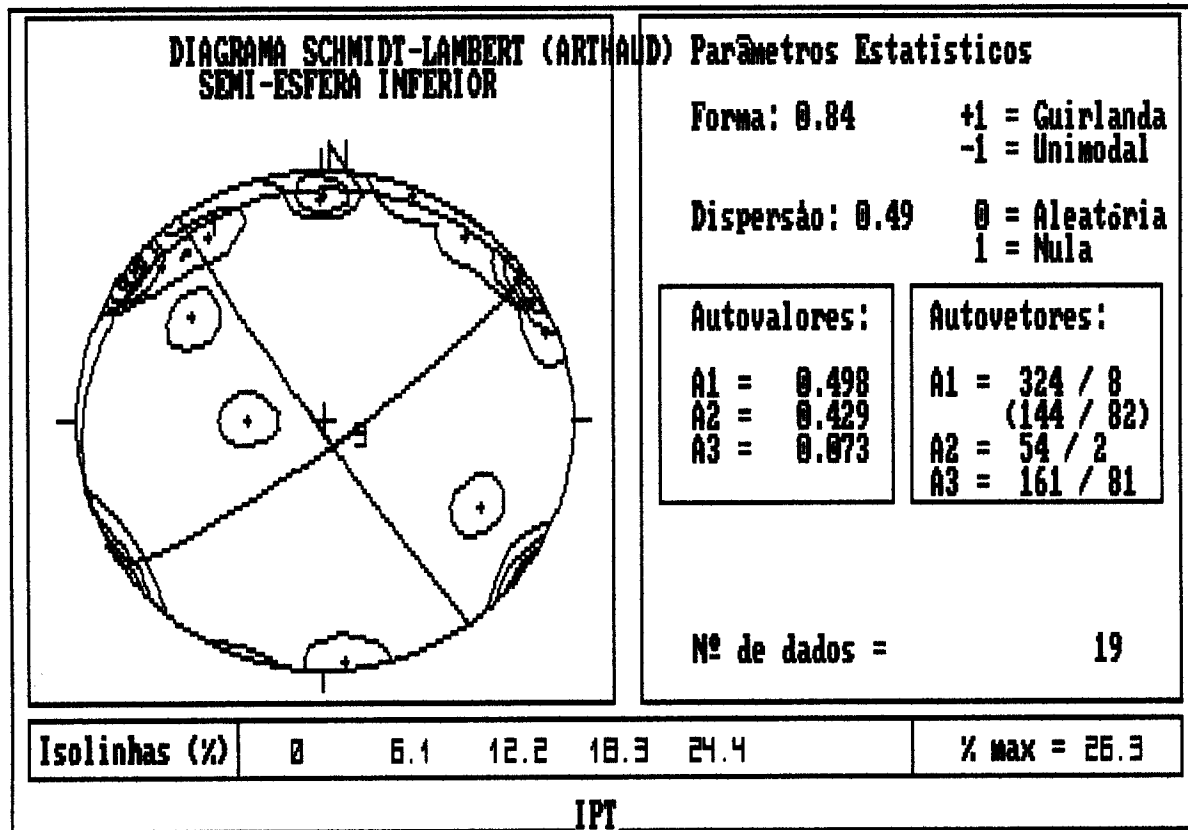 DIAGRAMA SCHMIDT-LAMBERT (ARTHAUD)
SEMI-ESFERA INFERIOR
N
Parâmetros Estatisticos
Forma: 0.84 +1 = Guirlanda
-1 = Unimodal
Dispersão: 0.49 0 = Aleatória
1 = Nula
Autovalores:
A1 = 0.498
A2 = 0.429
A3 = 0.073
Autovetores:
A1 = 324 / 8
(144 / 82)
A2 = 54 / 2
A3 = 161 / 81
Nº de dados = 19
Isolinhas (%) 0 6.1 12.2 18.3 24.4 % max = 26.3
IPT